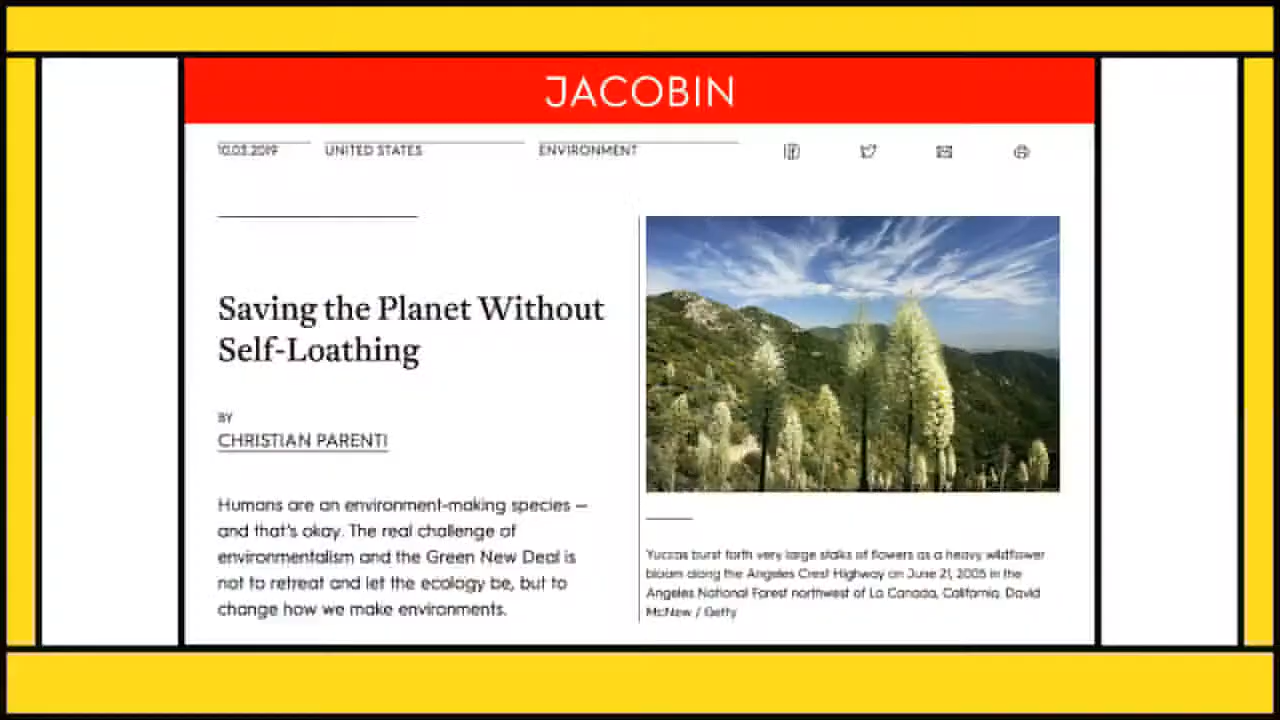 JACOBIN
10.03.2019 UNITED STATES ENVIRONMENT
Saving the Planet Without
Self-Loathing
BY
CHRISTIAN PARENTI
Humans are an environment-making species —
and that's okay. The real challenge of
environmentalism and the Green New Deal is
not to retreat and let the ecology be, but to
change how we make environments.
Yuccas burst forth very large stalks of flowers as a heavy wildflower
bloom along the Angeles Crest Highway on June 21, 2005 in the
Angeles National Forest northwest of La Canada, California. David
McNew / Getty